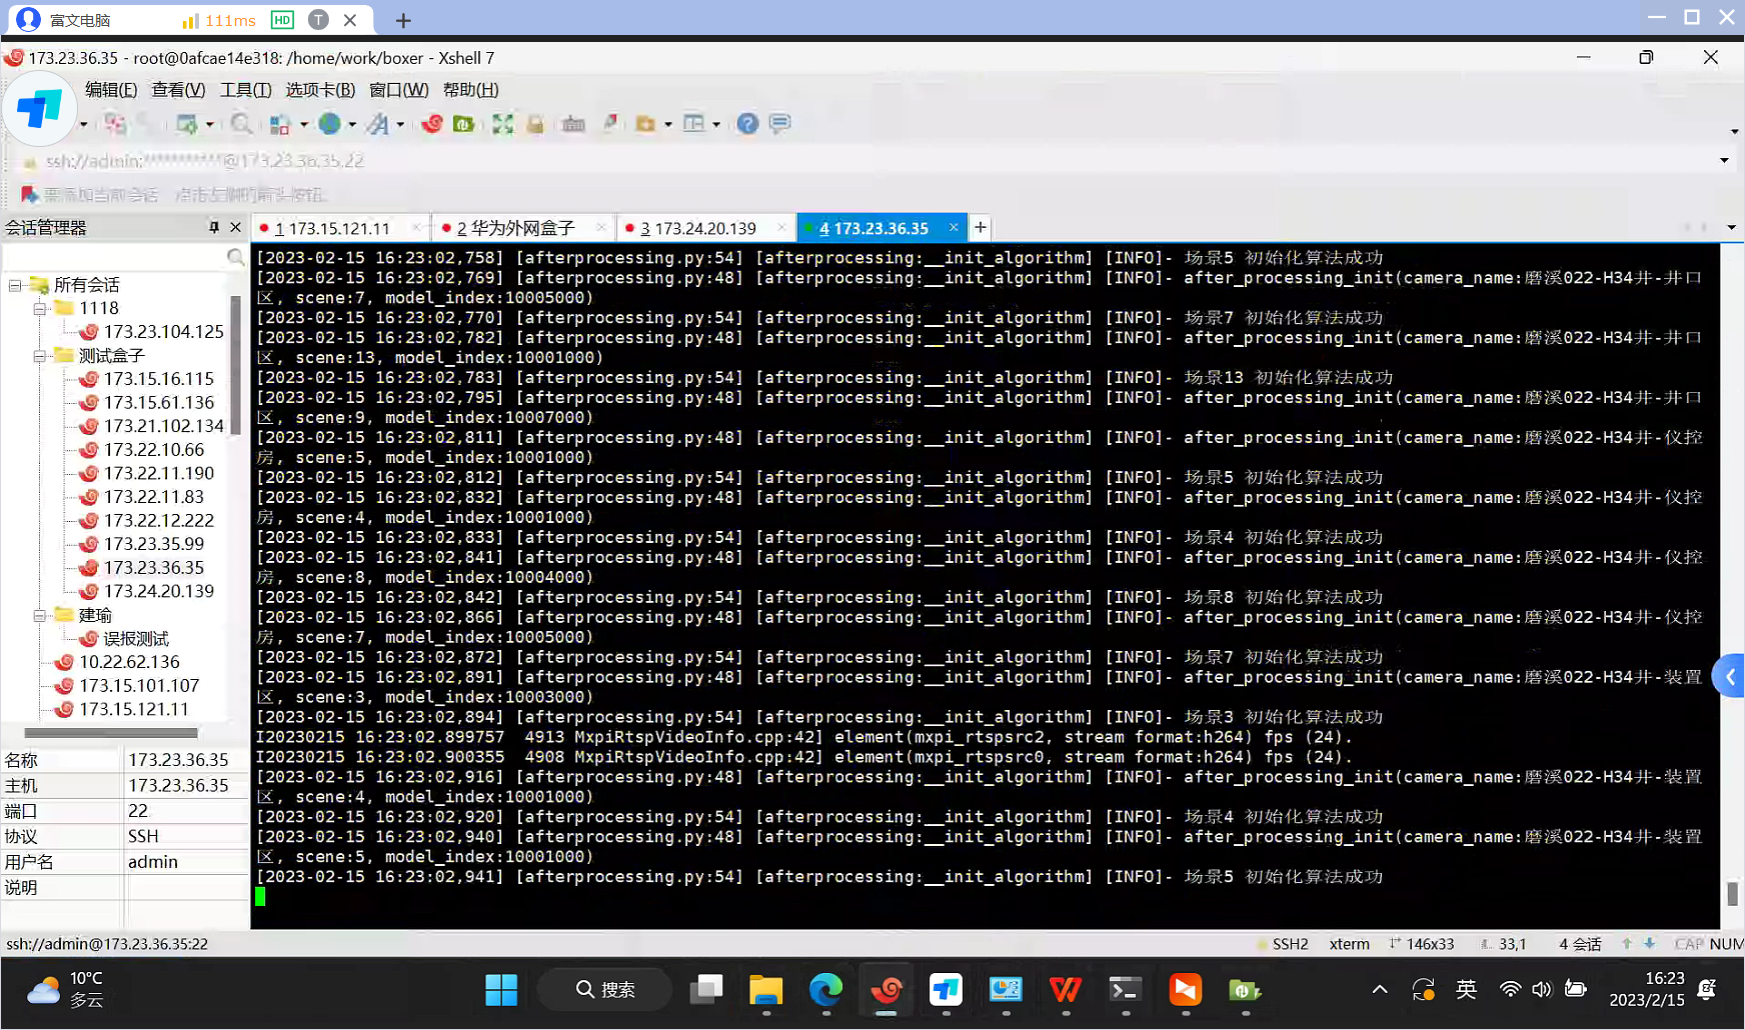 富文电脑 111ms HD T
173.23.36.35 - root@0afcae14e318: /home/work/boxer - Xshell 7
编辑(E) 查看(V) 工具(T) 选项卡(B) 窗口(W) 帮助(H)
ssh://admin:***********@173.23.36.35:22
要添加当前会话，点击左侧的箭头按钮。
会话管理器
1 173.15.121.11 2 华为外网盒子 3 173.24.20.139 4 173.23.36.35
所有会话
1118
173.23.104.125
测试盒子
173.15.16.115
173.15.61.136
173.21.102.134
173.22.10.66
173.22.11.190
173.22.11.83
173.22.12.222
173.23.35.99
173.23.36.35
173.24.20.139
建瑜
误报测试
10.22.62.136
173.15.101.107
173.15.121.11
名称 173.23.36.35
主机 173.23.36.35
端口 22
协议 SSH
用户名 admin
说明
[2023-02-15 16:23:02,758] [afterprocessing.py:54] [afterprocessing:__init_algorithm] [INFO]- 场景5 初始化算法成功
[2023-02-15 16:23:02,769] [afterprocessing.py:48] [afterprocessing:__init_algorithm] [INFO]- after_processing_init(camera_name:磨溪022-H34井-井口
区, scene:7, model_index:10005000)
[2023-02-15 16:23:02,770] [afterprocessing.py:54] [afterprocessing:__init_algorithm] [INFO]- 场景7 初始化算法成功
[2023-02-15 16:23:02,782] [afterprocessing.py:48] [afterprocessing:__init_algorithm] [INFO]- after_processing_init(camera_name:磨溪022-H34井-井口
区, scene:13, model_index:10001000)
[2023-02-15 16:23:02,783] [afterprocessing.py:54] [afterprocessing:__init_algorithm] [INFO]- 场景13 初始化算法成功
[2023-02-15 16:23:02,795] [afterprocessing.py:48] [afterprocessing:__init_algorithm] [INFO]- after_processing_init(camera_name:磨溪022-H34井-井口
区, scene:9, model_index:10007000)
[2023-02-15 16:23:02,811] [afterprocessing.py:48] [afterprocessing:__init_algorithm] [INFO]- after_processing_init(camera_name:磨溪022-H34井-仪控
房, scene:5, model_index:10001000)
[2023-02-15 16:23:02,812] [afterprocessing.py:54] [afterprocessing:__init_algorithm] [INFO]- 场景5 初始化算法成功
[2023-02-15 16:23:02,832] [afterprocessing.py:48] [afterprocessing:__init_algorithm] [INFO]- after_processing_init(camera_name:磨溪022-H34井-仪控
房, scene:4, model_index:10001000)
[2023-02-15 16:23:02,833] [afterprocessing.py:54] [afterprocessing:__init_algorithm] [INFO]- 场景4 初始化算法成功
[2023-02-15 16:23:02,841] [afterprocessing.py:48] [afterprocessing:__init_algorithm] [INFO]- after_processing_init(camera_name:磨溪022-H34井-仪控
房, scene:8, model_index:10004000)
[2023-02-15 16:23:02,842] [afterprocessing.py:54] [afterprocessing:__init_algorithm] [INFO]- 场景8 初始化算法成功
[2023-02-15 16:23:02,866] [afterprocessing.py:48] [afterprocessing:__init_algorithm] [INFO]- after_processing_init(camera_name:磨溪022-H34井-仪控
房, scene:7, model_index:10005000)
[2023-02-15 16:23:02,872] [afterprocessing.py:54] [afterprocessing:__init_algorithm] [INFO]- 场景7 初始化算法成功
[2023-02-15 16:23:02,891] [afterprocessing.py:48] [afterprocessing:__init_algorithm] [INFO]- after_processing_init(camera_name:磨溪022-H34井-装置
区, scene:3, model_index:10003000)
[2023-02-15 16:23:02,894] [afterprocessing.py:54] [afterprocessing:__init_algorithm] [INFO]- 场景3 初始化算法成功
I20230215 16:23:02.899757  4913 MxpiRtspVideoInfo.cpp:42] element(mxpi_rtspsrc2, stream format:h264) fps (24).
I20230215 16:23:02.900355  4908 MxpiRtspVideoInfo.cpp:42] element(mxpi_rtspsrc0, stream format:h264) fps (24).
[2023-02-15 16:23:02,916] [afterprocessing.py:48] [afterprocessing:__init_algorithm] [INFO]- after_processing_init(camera_name:磨溪022-H34井-装置
区, scene:4, model_index:10001000)
[2023-02-15 16:23:02,920] [afterprocessing.py:54] [afterprocessing:__init_algorithm] [INFO]- 场景4 初始化算法成功
[2023-02-15 16:23:02,940] [afterprocessing.py:48] [afterprocessing:__init_algorithm] [INFO]- after_processing_init(camera_name:磨溪022-H34井-装置
区, scene:5, model_index:10001000)
[2023-02-15 16:23:02,941] [afterprocessing.py:54] [afterprocessing:__init_algorithm] [INFO]- 场景5 初始化算法成功
ssh://admin@173.23.36.35:22 SSH2 xterm 146x33 33,1 4 会话 CAP NUM
10°C
多云
搜索
英
16:23
2023/2/15